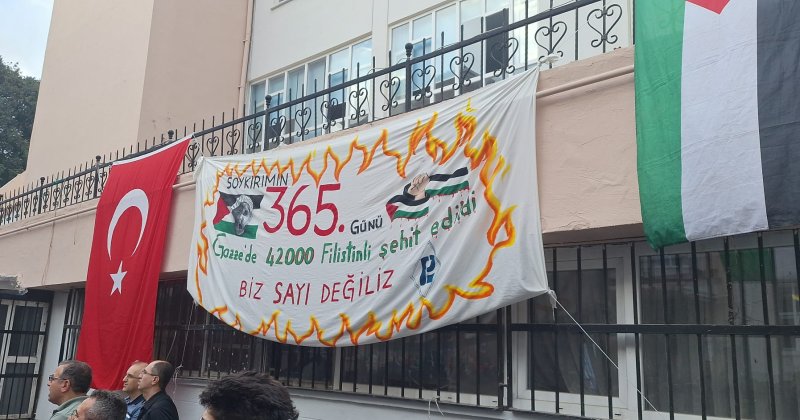 SOYKIRIMIN
365. GÜNÜ
Gazze'de 42000 Filistinli şehit edildi
BİZ SAYI DEĞİLİZ